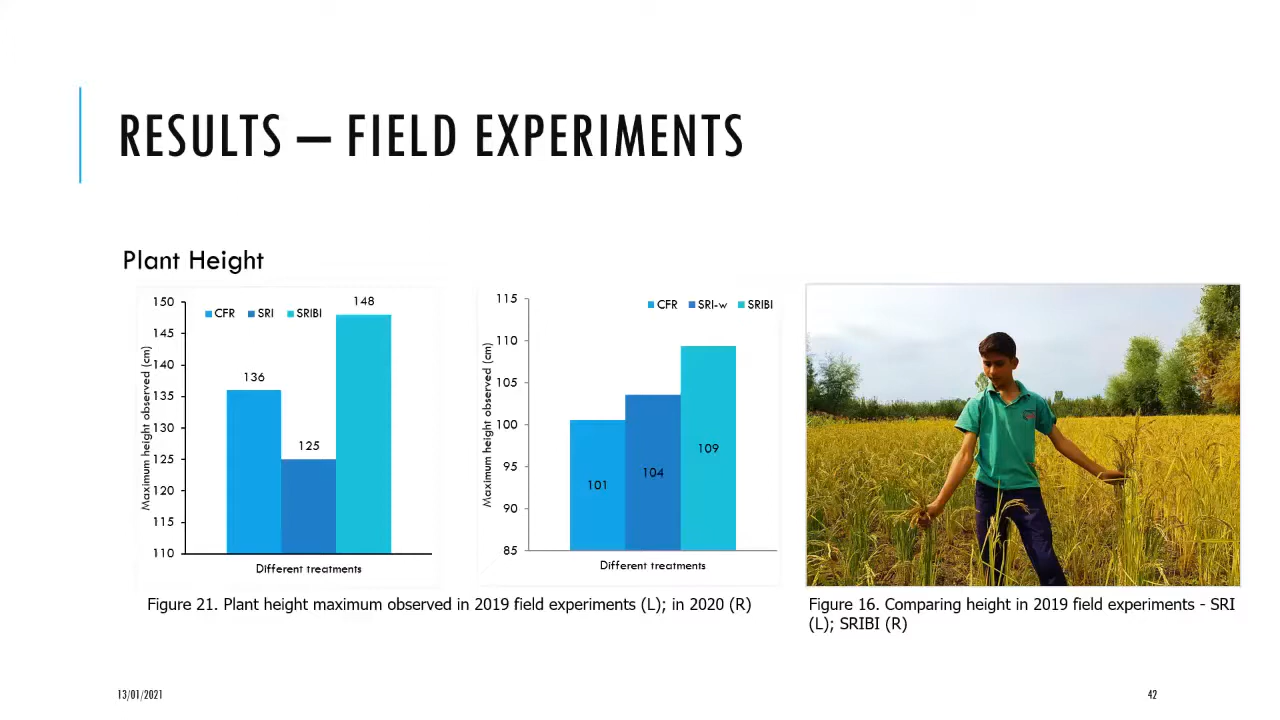 RESULTS – FIELD EXPERIMENTS
Plant Height
150
145
140
135
130
125
120
115
110
Maximum height observed (cm)
CFR SRI SRIBI
136
125
148
Different treatments
115
110
105
100
95
90
85
Maximum height observed (cm)
CFR SRI-w SRIBI
101
104
109
Different treatments
Figure 21. Plant height maximum observed in 2019 field experiments (L); in 2020 (R)
Figure 16. Comparing height in 2019 field experiments - SRI
(L); SRIBI (R)
13/01/2021
42